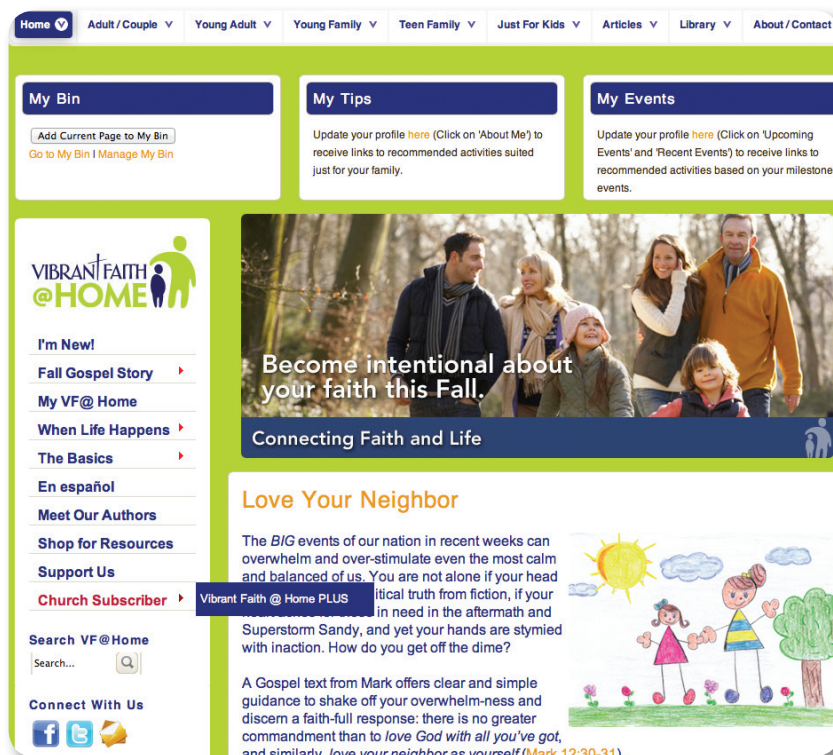 Home
Adult / Couple
Young Adult
Young Family
Teen Family
Just For Kids
Articles
Library
About / Contact
My Bin
Add Current Page to My Bin
Go to My Bin I Manage My Bin
My Tips
Update your profile here (Click on 'About Me') to
receive links to recommended activities suited
just for your family.
My Events
Update your profile here (Click on 'Upcoming
Events' and 'Recent Events') to receive links to
recommended activities based on your milestone
events.
VIBRANT FAITH
@HOME
I'm New!
Fall Gospel Story
My VF@ Home
When Life Happens
The Basics
En español
Meet Our Authors
Shop for Resources
Support Us
Church Subscriber
Vibrant Faith @ Home PLUS
Search VF@Home
Search...
Connect With Us
Become intentional about
your faith this Fall.
Connecting Faith and Life
Love Your Neighbor
The BIG events of our nation in recent weeks can
overwhelm and over-stimulate even the most calm
and balanced of us. You are not alone if your head
itical truth from fiction, if your
in need in the aftermath and
Superstorm Sandy, and yet your hands are stymied
with inaction. How do you get off the dime?
A Gospel text from Mark offers clear and simple
guidance to shake off your overwhelm-ness and
discern a faith-full response: there is no greater
commandment than to love God with all you've got,
and similarly, love your neighbor as yourself (Mark 12:30-31)